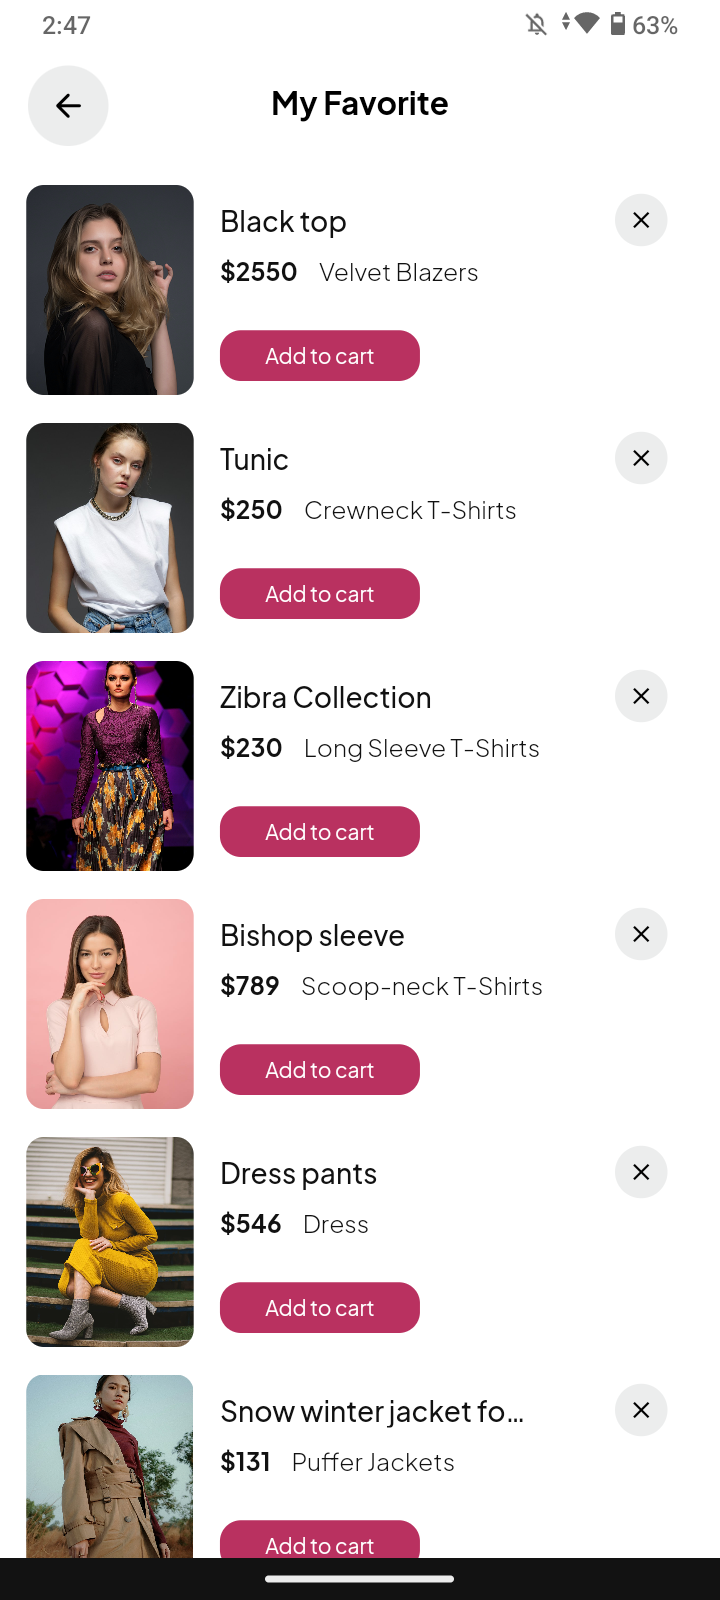 2:47
63%
My Favorite
Black top
$2550 Velvet Blazers
Add to cart
Tunic
$250 Crewneck T-Shirts
Add to cart
Zibra Collection
$230 Long Sleeve T-Shirts
Add to cart
Bishop sleeve
$789 Scoop-neck T-Shirts
Add to cart
Dress pants
$546 Dress
Add to cart
Snow winter jacket fo...
$131 Puffer Jackets
Add to cart